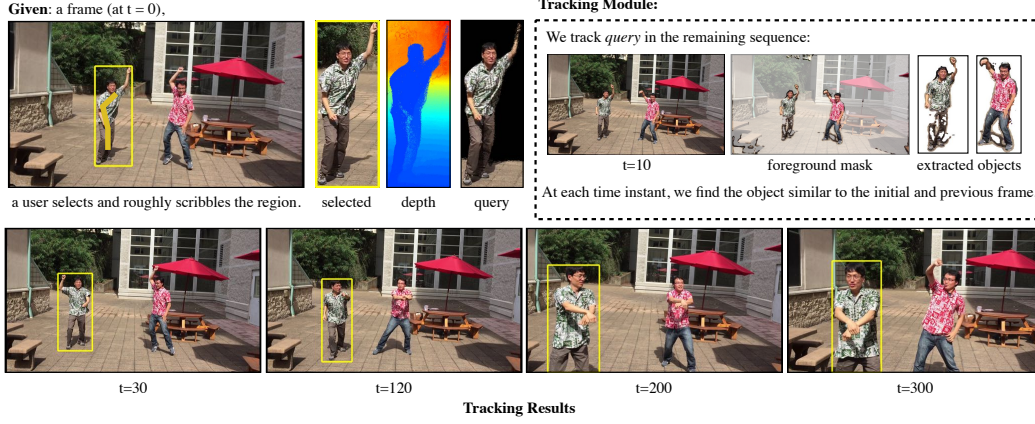 Given: a frame (at t = 0),
a user selects and roughly scribbles the region.
selected
depth
query
Tracking Module:
We track query in the remaining sequence:
t=10
foreground mask
extracted objects
At each time instant, we find the object similar to the initial and previous frame
t=30
t=120
t=200
t=300
Tracking Results